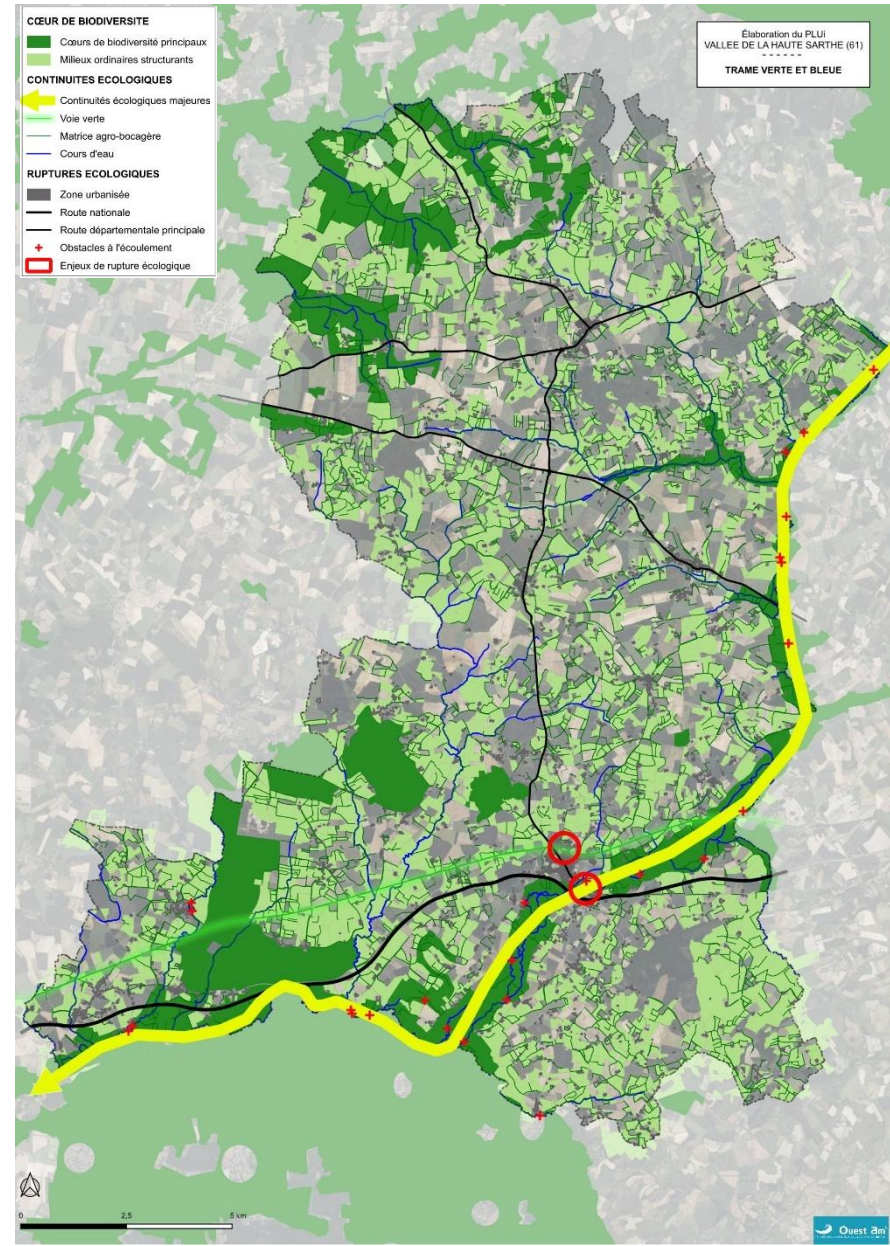 CŒUR DE BIODIVERSITE
Cœurs de biodiversité principaux
Milieux ordinaires structurants
CONTINUITES ECOLOGIQUES
Continuités écologiques majeures
Voie verte
Matrice agro-bocagère
Cours d'eau
RUPTURES ECOLOGIQUES
Zone urbanisée
Route nationale
Route départementale principale
Obstacles à l'écoulement
Enjeux de rupture écologique
Élaboration du PLUi
VALLEE DE LA HAUTE SARTHE (61)
TRAME VERTE ET BLEUE
0 2,5 5 km
Ouest am'